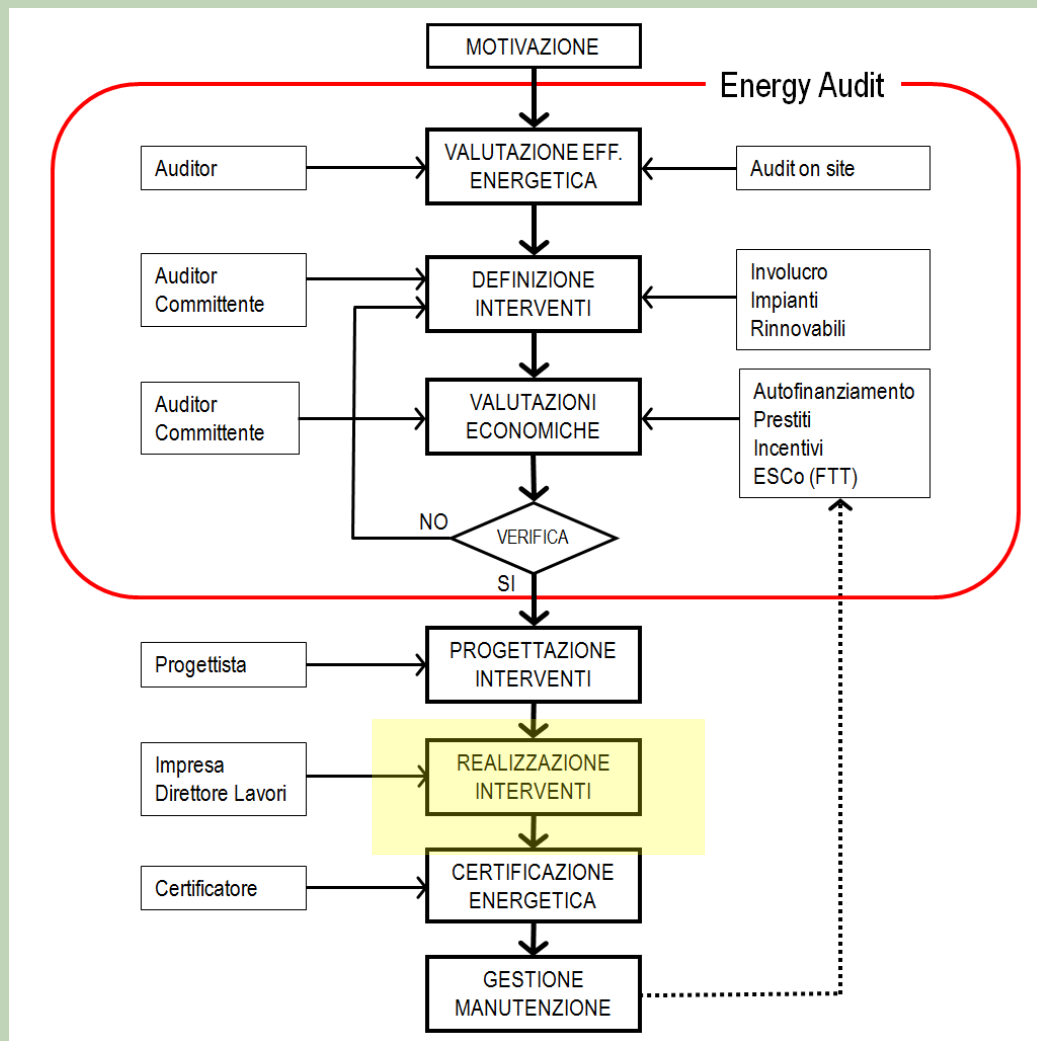 MOTIVAZIONE
Energy Audit
Auditor
VALUTAZIONE EFF.
ENERGETICA
Audit on site
Auditor
Committente
DEFINIZIONE
INTERVENTI
Involucro
Impianti
Rinnovabili
Auditor
Committente
VALUTAZIONI
ECONOMICHE
Autofinanziamento
Prestiti
Incentivi
ESCo (FTT)
NO
VERIFICA
SI
Progettista
PROGETTAZIONE
INTERVENTI
Impresa
Direttore Lavori
REALIZZAZIONE
INTERVENTI
Certificatore
CERTIFICAZIONE
ENERGETICA
GESTIONE
MANUTENZIONE